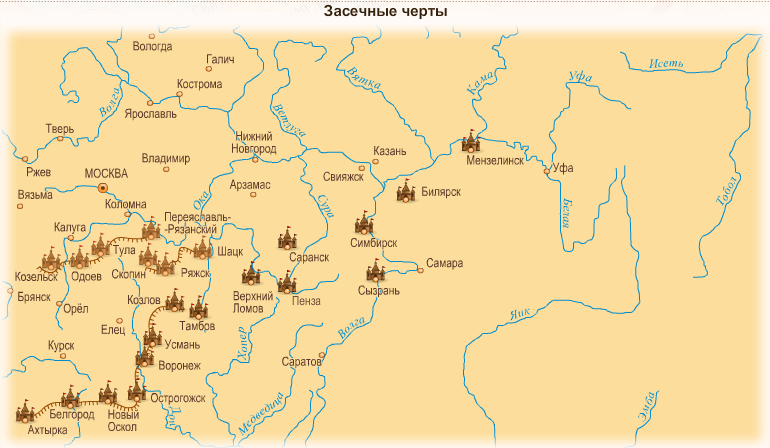 Засечные черты
Вологда
Галич
Кострома
Ярославль
Волга
Тверь
Ржев
Вязьма
МОСКВА
Владимир
Коломна
Калуга
Нижний
Новгород
Арзамас
Ветлуга
Вятка
Кама
Уфа
Исеть
Тобол
Казань
Свияжск
Мензелинск
Уфа
Билярск
Белая
Ока
Сура
Переяславль-
-Рязанский
Тула
Шацк
Козельск
Одоев
Скопин
Ряжск
Саранск
Симбирск
Самара
Сызрань
Верхний
Ломов
Пенза
Брянск
Орёл
Козлов
Тамбов
Елец
Усмань
Курск
Воронеж
Хопер
Волга
Яик
Саратов
Медведица
Эмба
Острогожск
Белгород
Новый
Оскол
Ахтырка
Дон